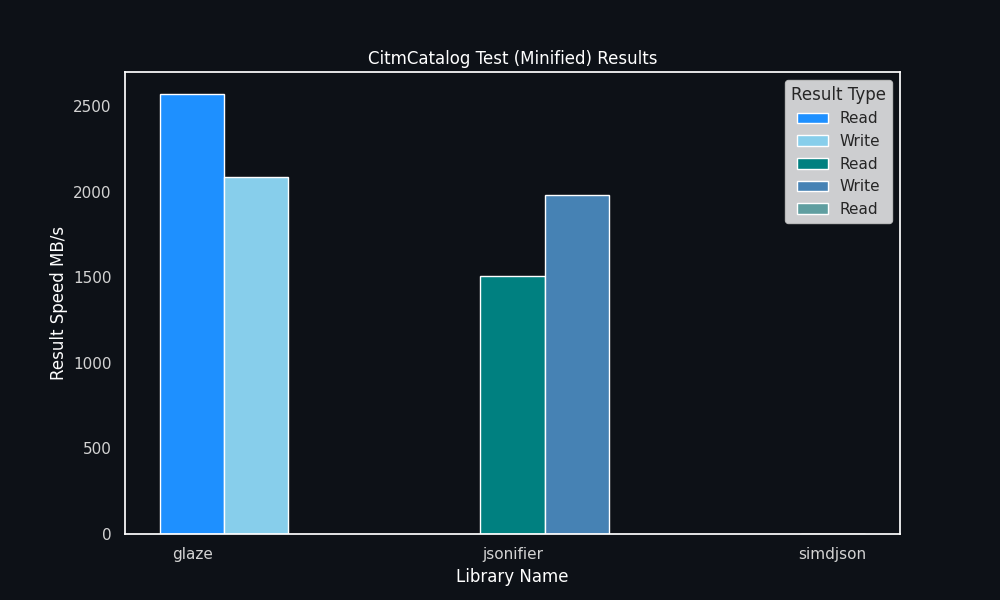 CitmCatalog Test (Minified) Results
Result Type
Read
Write
Read
Write
Read
Result Speed MB/s
2500
2000
1500
1000
500
0
glaze
jsonifier
simdjson
Library Name